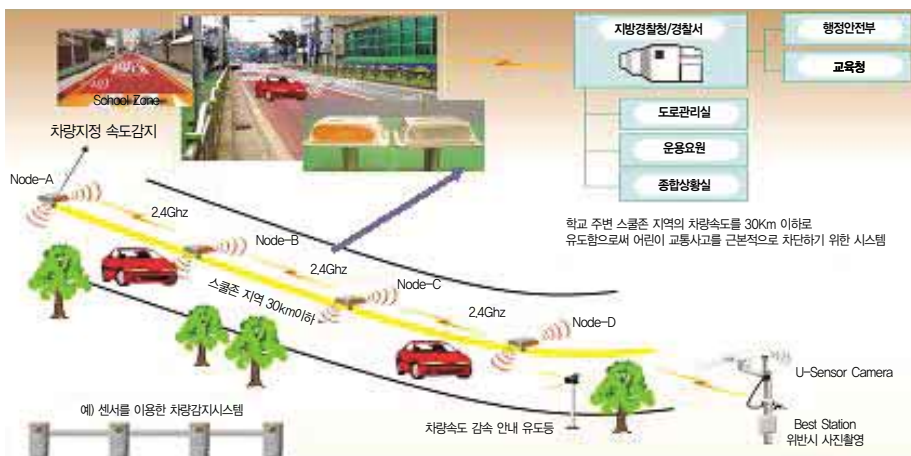 School Zone
차량지정 속도감지
Node-A
2.4Ghz
Node-B
2.4Ghz
Node-C
2.4Ghz
Node-D
스쿨존 지역 30km이하
지방경찰청/경찰서
행정안전부
교육청
도로관리실
운용요원
종합상황실
학교 주변 스쿨존 지역의 차량속도를 30Km 이하로
유도함으로써 어린이 교통사고를 근본적으로 차단하기 위한 시스템
U-Sensor Camera
Best Station
위반시 사진촬영
차량속도 감속 안내 유도등
예) 센서를 이용한 차량감지시스템